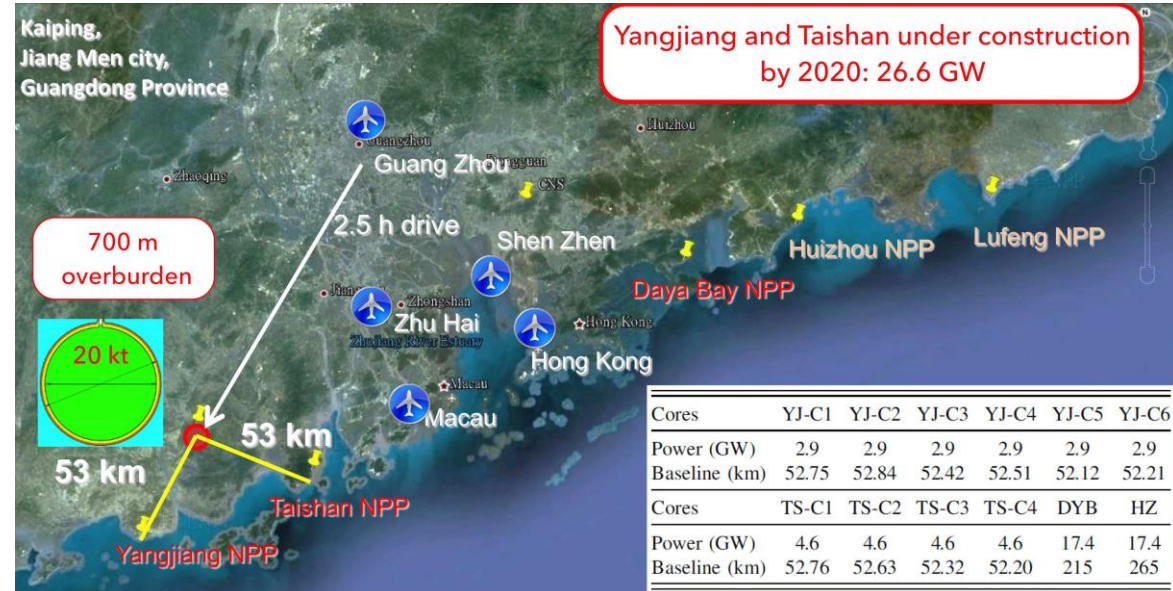 Kaiping,
Jiang Men city,
Guangdong Province
Yangjiang and Taishan under construction
by 2020: 26.6 GW
Guangzhou
Guang Zhou
Huizhou
Zhaoqing
CNS
2.5 h drive
700 m
overburden
Shen Zhen
Huizhou NPP
Lufeng NPP
Daya Bay NPP
Zhongshan
Zhu Hai
Zhujiang River Estuary
Hong Kong
Hong Kong
20 kt
Macau
Macau
53 km
53 km
Taishan NPP
Yangjiang NPP
Cores YJ-C1 YJ-C2 YJ-C3 YJ-C4 YJ-C5 YJ-C6
Power (GW) 2.9 2.9 2.9 2.9 2.9 2.9
Baseline (km) 52.75 52.84 52.42 52.51 52.12 52.21
Cores TS-C1 TS-C2 TS-C3 TS-C4 DYB HZ
Power (GW) 4.6 4.6 4.6 4.6 17.4 17.4
Baseline (km) 52.76 52.63 52.32 52.20 215 265